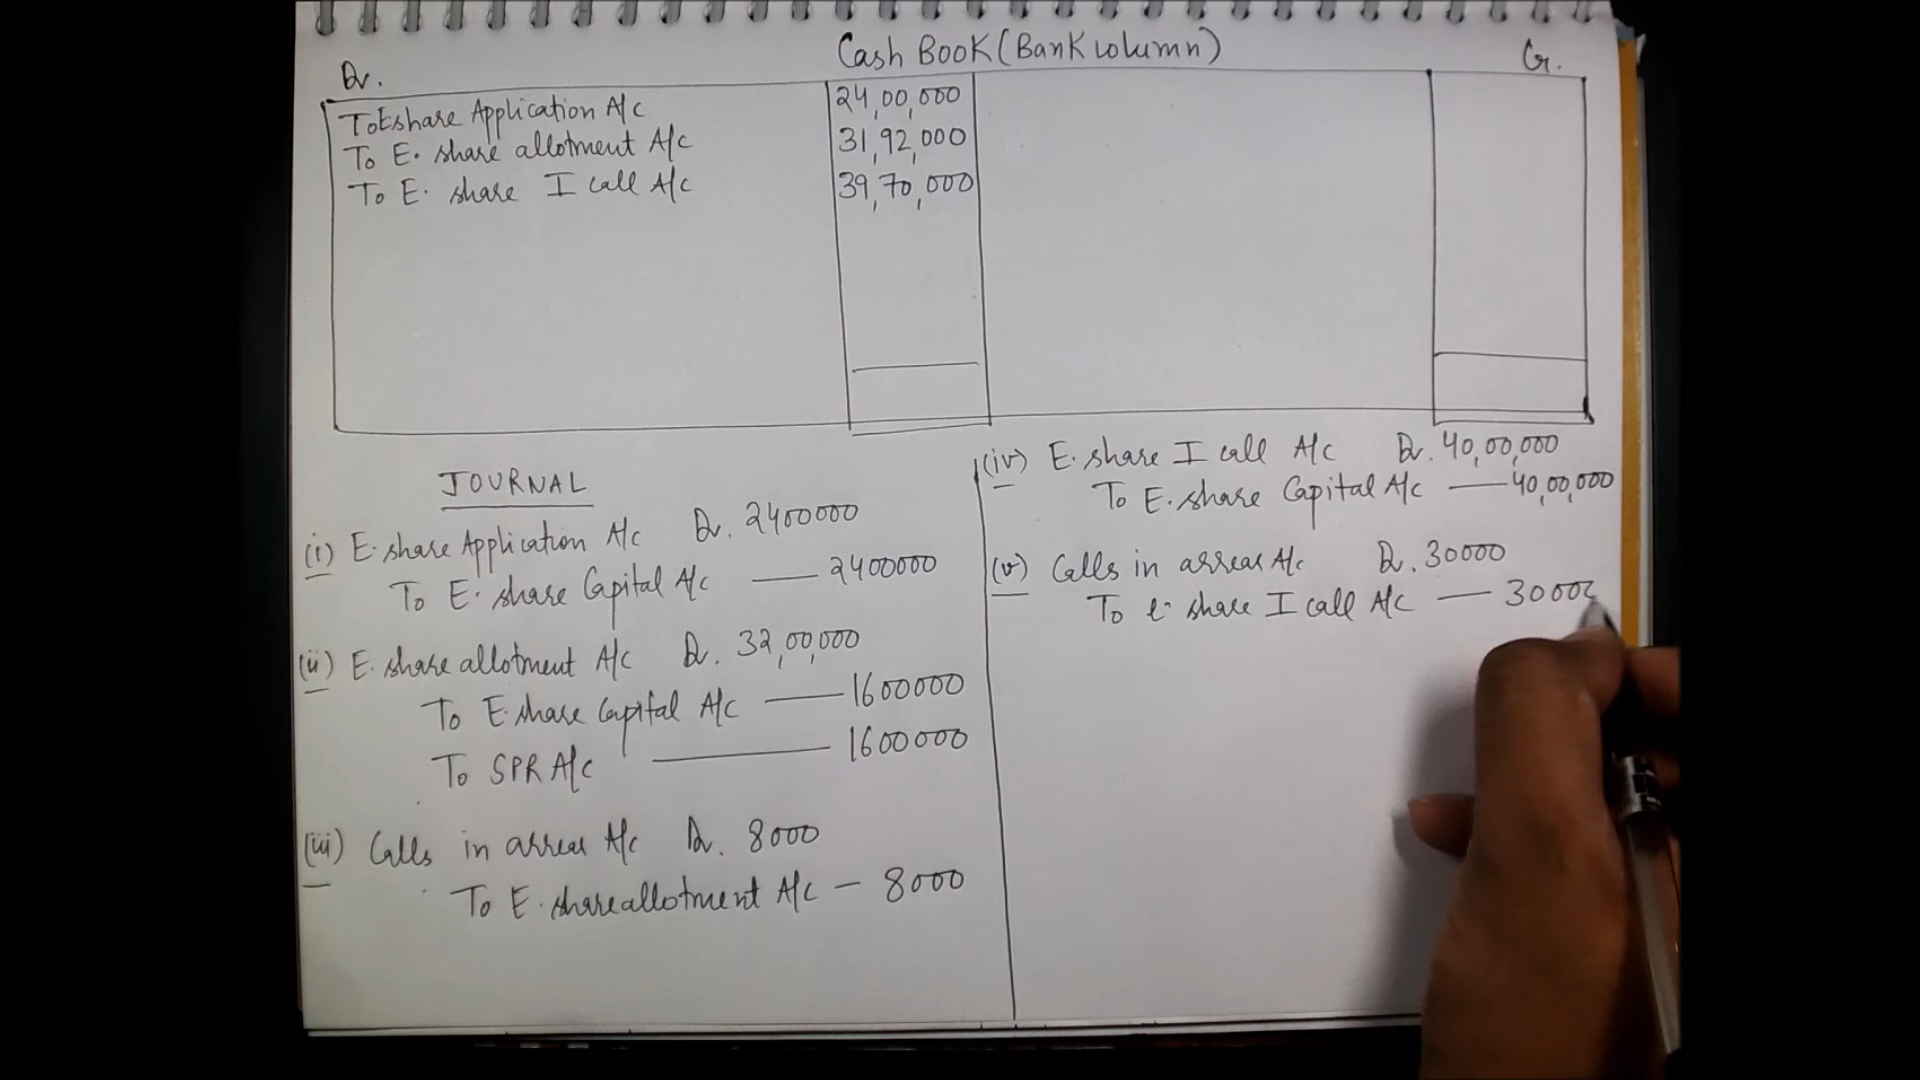 Cash Book (Bank column)
Dr. Cr.
To Eshare Application A/c 24,00,000
To E. share allotment A/c 31,92,000
To E. share I call A/c 39,70,000
JOURNAL
(i) E. share Application A/c Dr. 2400000
To E. share Capital A/c — 2400000
(ii) E. share allotment A/c Dr. 32,00,000
To E. share Capital A/c — 1600000
To SPR A/c — 1600000
(iii) Calls in arrear A/c Dr. 8000
To E. share allotment A/c — 8000
(iv) E. share I call A/c Dr. 40,00,000
To E. share Capital A/c — 40,00,000
(v) Calls in arrear A/c Dr. 30000
To E. share I call A/c — 30000